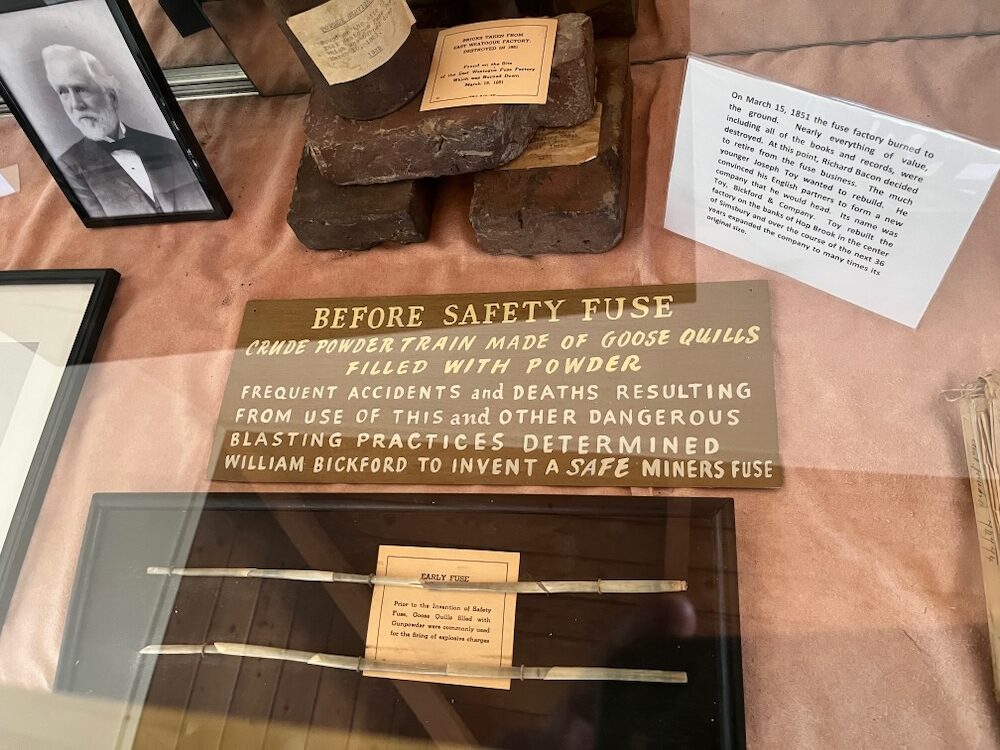 BRICKS TAKEN FROM
EAST WEATOGUE FACTORY,
DESTROYED IN 1851
Found on the Site
of the East Weatogue Fuse Factory
Which was Burned Down
March, 15, 1851
On March 15, 1851 the fuse factory burned to
the ground. Nearly everything of value,
including all of the books and records, were
destroyed. At this point, Richard Bacon decided
to retire from the fuse business. The much
younger Joseph Toy wanted to rebuild. He
convinced his English partners to form a new
company that he would head. Its name was
Toy, Bickford & Company. Toy rebuilt the
factory on the banks of Hop Brook in the center
of Simsbury and over the course of the next 36
years expanded the company to many times its
original size.
BEFORE SAFETY FUSE
CRUDE POWDER TRAIN MADE OF GOOSE QUILLS
FILLED WITH POWDER
FREQUENT ACCIDENTS and DEATHS RESULTING
FROM USE OF THIS and OTHER DANGEROUS
BLASTING PRACTICES DETERMINED
WILLIAM BICKFORD TO INVENT A SAFE MINERS FUSE
EARLY FUSE
Prior to the Invention of Safety
Fuse, Goose Quills filled with
Gunpowder were commonly used
for the firing of explosive charges